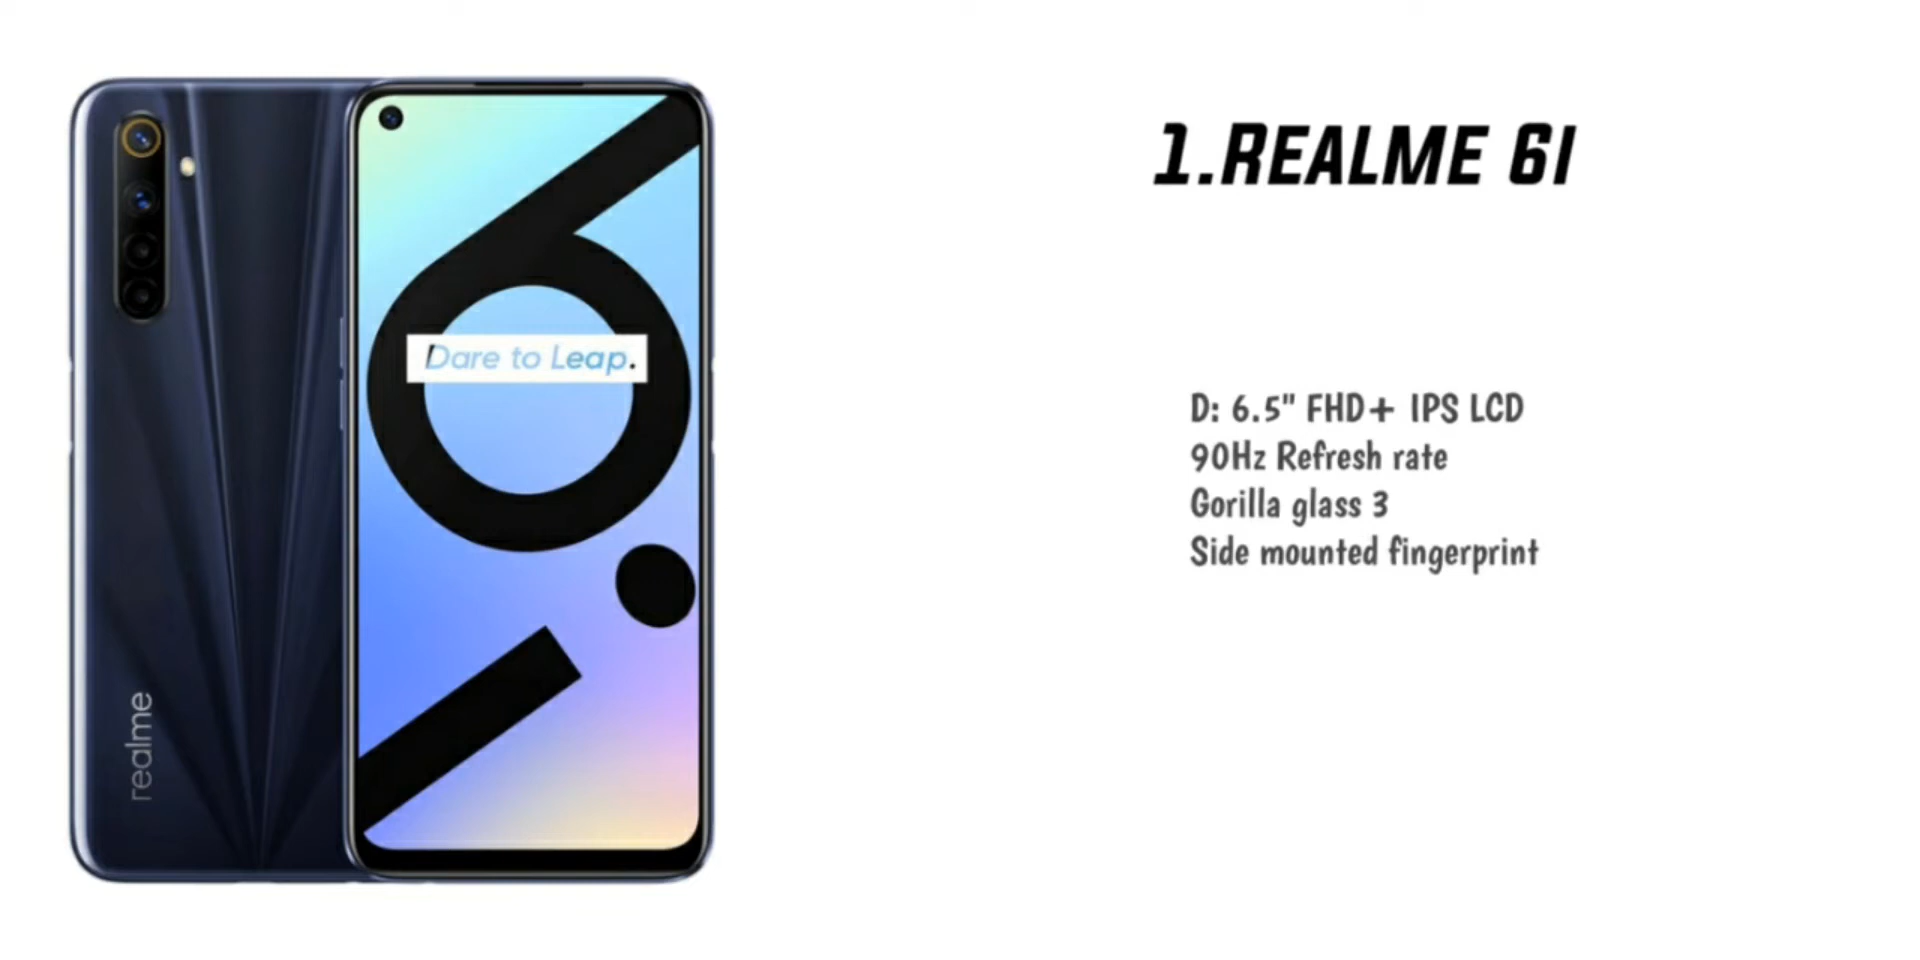 1.REALME 6I
D: 6.5" FHD+ IPS LCD
90Hz Refresh rate
Gorilla glass 3
Side mounted fingerprint
Dare to Leap.
realme